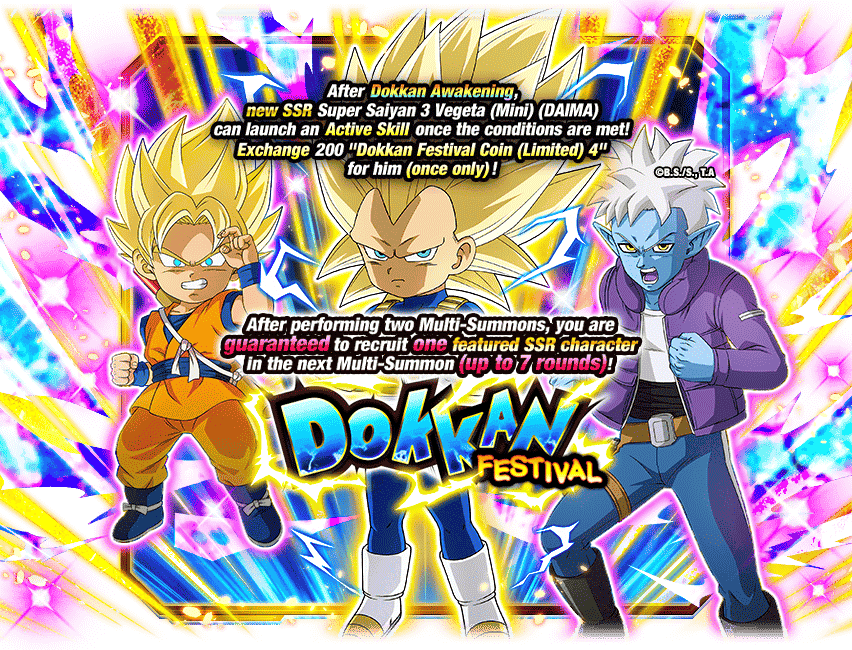 After Dokkan Awakening,
new SSR Super Saiyan 3 Vegeta (Mini) (DAIMA)
can launch an Active Skill once the conditions are met!
Exchange 200 "Dokkan Festival Coin (Limited) 4"
for him (once only)!
©B.S./S., T.A
After performing two Multi-Summons, you are
guaranteed to recruit one featured SSR character
in the next Multi-Summon (up to 7 rounds)!
DOKKAN
FESTIVAL